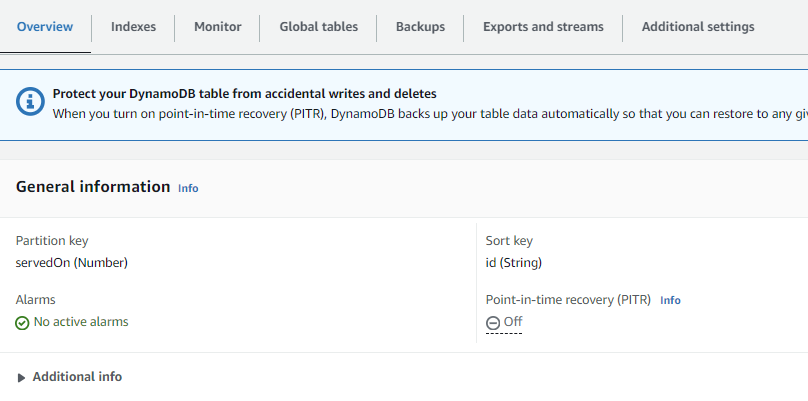 Overview Indexes Monitor Global tables Backups Exports and streams Additional settings
Protect your DynamoDB table from accidental writes and deletes
When you turn on point-in-time recovery (PITR), DynamoDB backs up your table data automatically so that you can restore to any
General information Info
Partition key
servedOn (Number)
Sort key
id (String)
Alarms
No active alarms
Point-in-time recovery (PITR) Info
Off
Additional info